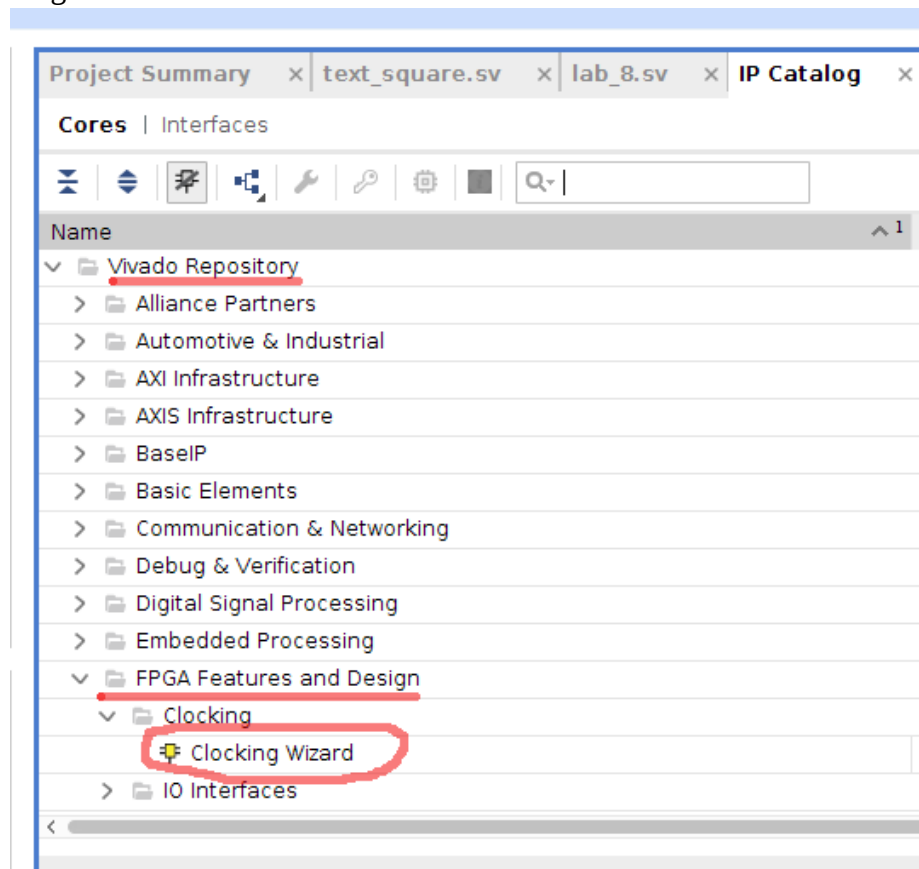 Project Summary × text_square.sv × lab_8.sv × IP Catalog ×
Cores | Interfaces
Name 1
Vivado Repository
Alliance Partners
Automotive & Industrial
AXI Infrastructure
AXIS Infrastructure
BaseIP
Basic Elements
Communication & Networking
Debug & Verification
Digital Signal Processing
Embedded Processing
FPGA Features and Design
Clocking
Clocking Wizard
IO Interfaces